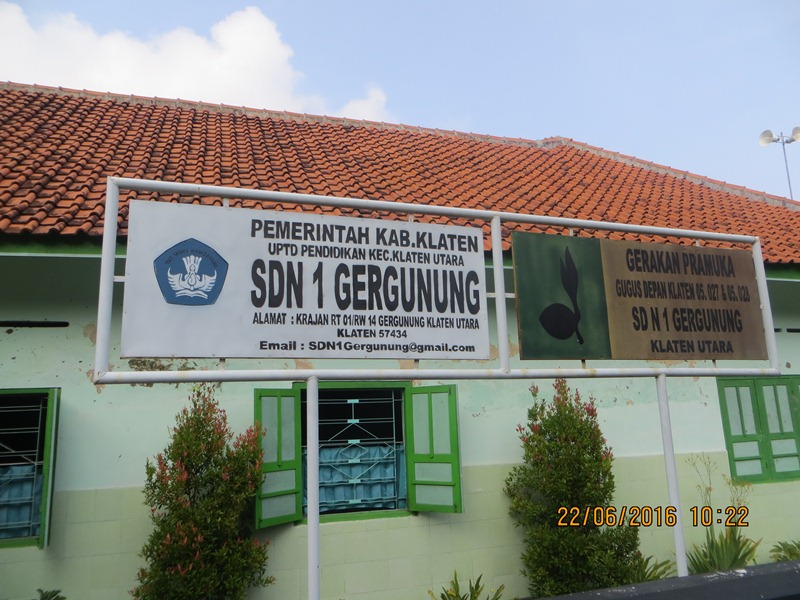 PEMERINTAH KAB.KLATEN
UPTD PENDIDIKAN KEC.KLATEN UTARA
SDN 1 GERGUNUNG
ALAMAT : KRAJAN RT 01/RW 14 GERGUNUNG KLATEN UTARA
KLATEN 57434
Email : SDN1Gergunung@gmail.com
GERAKAN PRAMUKA
GUGUS DEPAN KLATEN 05. 027 & 05. 028
SD N 1 GERGUNUNG
KLATEN UTARA
22/06/2016 10:22